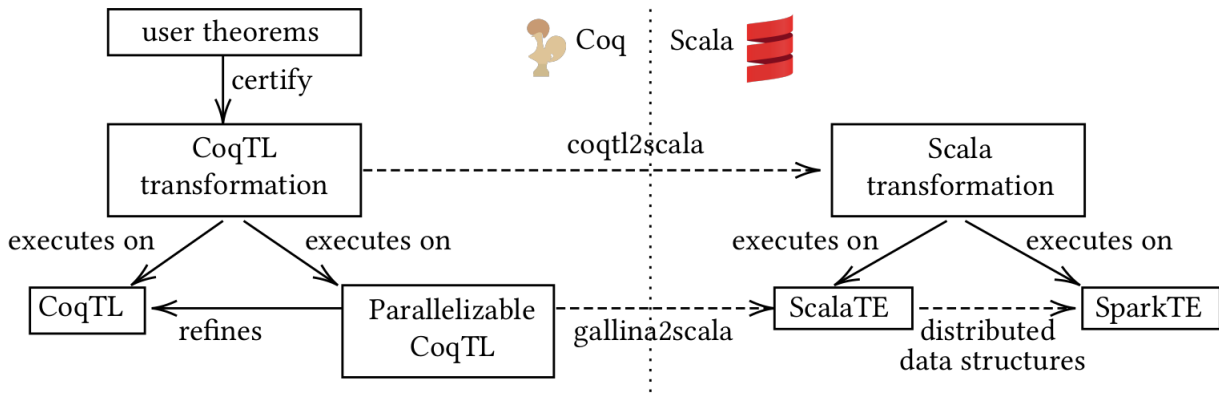 user theorems
Coq
Scala
certify
CoqTL
transformation
coqtl2scala
Scala
transformation
executes on
executes on
executes on
executes on
CoqTL
refines
Parallelizable
CoqTL
gallina2scala
ScalaTE
distributed
data structures
SparkTE